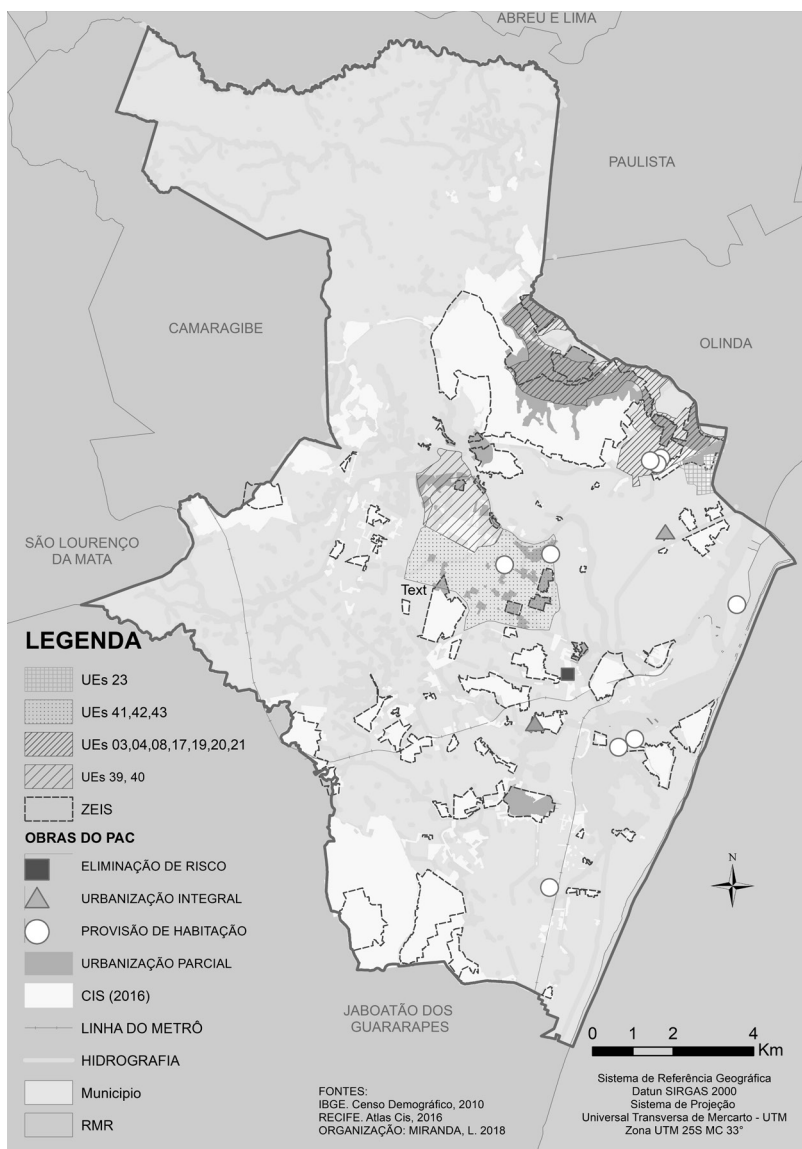 ABREU E LIMA
PAULISTA
CAMARAGIBE
OLINDA
SÃO LOURENÇO
DA MATA
Text
LEGENDA
UEs 23
UEs 41,42,43
UEs 03,04,08,17,19,20,21
UEs 39, 40
ZEIS
OBRAS DO PAC
ELIMINAÇÃO DE RISCO
URBANIZAÇÃO INTEGRAL
PROVISÃO DE HABITAÇÃO
URBANIZAÇÃO PARCIAL
CIS (2016)
LINHA DO METRÔ
HIDROGRAFIA
Municipio
RMR
JABOATÃO DOS
GUARARAPES
FONTES:
IBGE. Censo Demográfico, 2010
RECIFE. Atlas Cis, 2016
ORGANIZAÇÃO: MIRANDA, L. 2018
N
0 1 2 4
Km
Sistema de Referência Geográfica
Datun SIRGAS 2000
Sistema de Projeção
Universal Transversa de Mercarto - UTM
Zona UTM 25S MC 33°